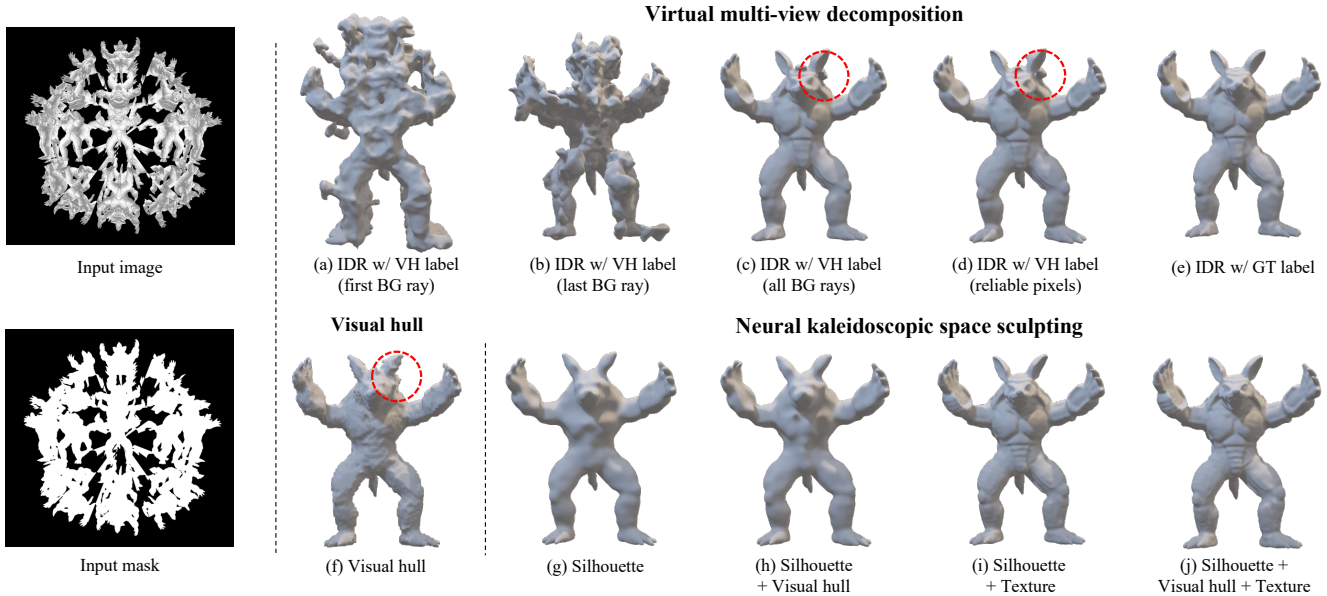 Virtual multi-view decomposition
Input image
(a) IDR w/ VH label
(first BG ray)
(b) IDR w/ VH label
(last BG ray)
(c) IDR w/ VH label
(all BG rays)
(d) IDR w/ VH label
(reliable pixels)
(e) IDR w/ GT label
Visual hull
Neural kaleidoscopic space sculpting
Input mask
(f) Visual hull
(g) Silhouette
(h) Silhouette
+ Visual hull
(i) Silhouette
+ Texture
(j) Silhouette +
Visual hull + Texture